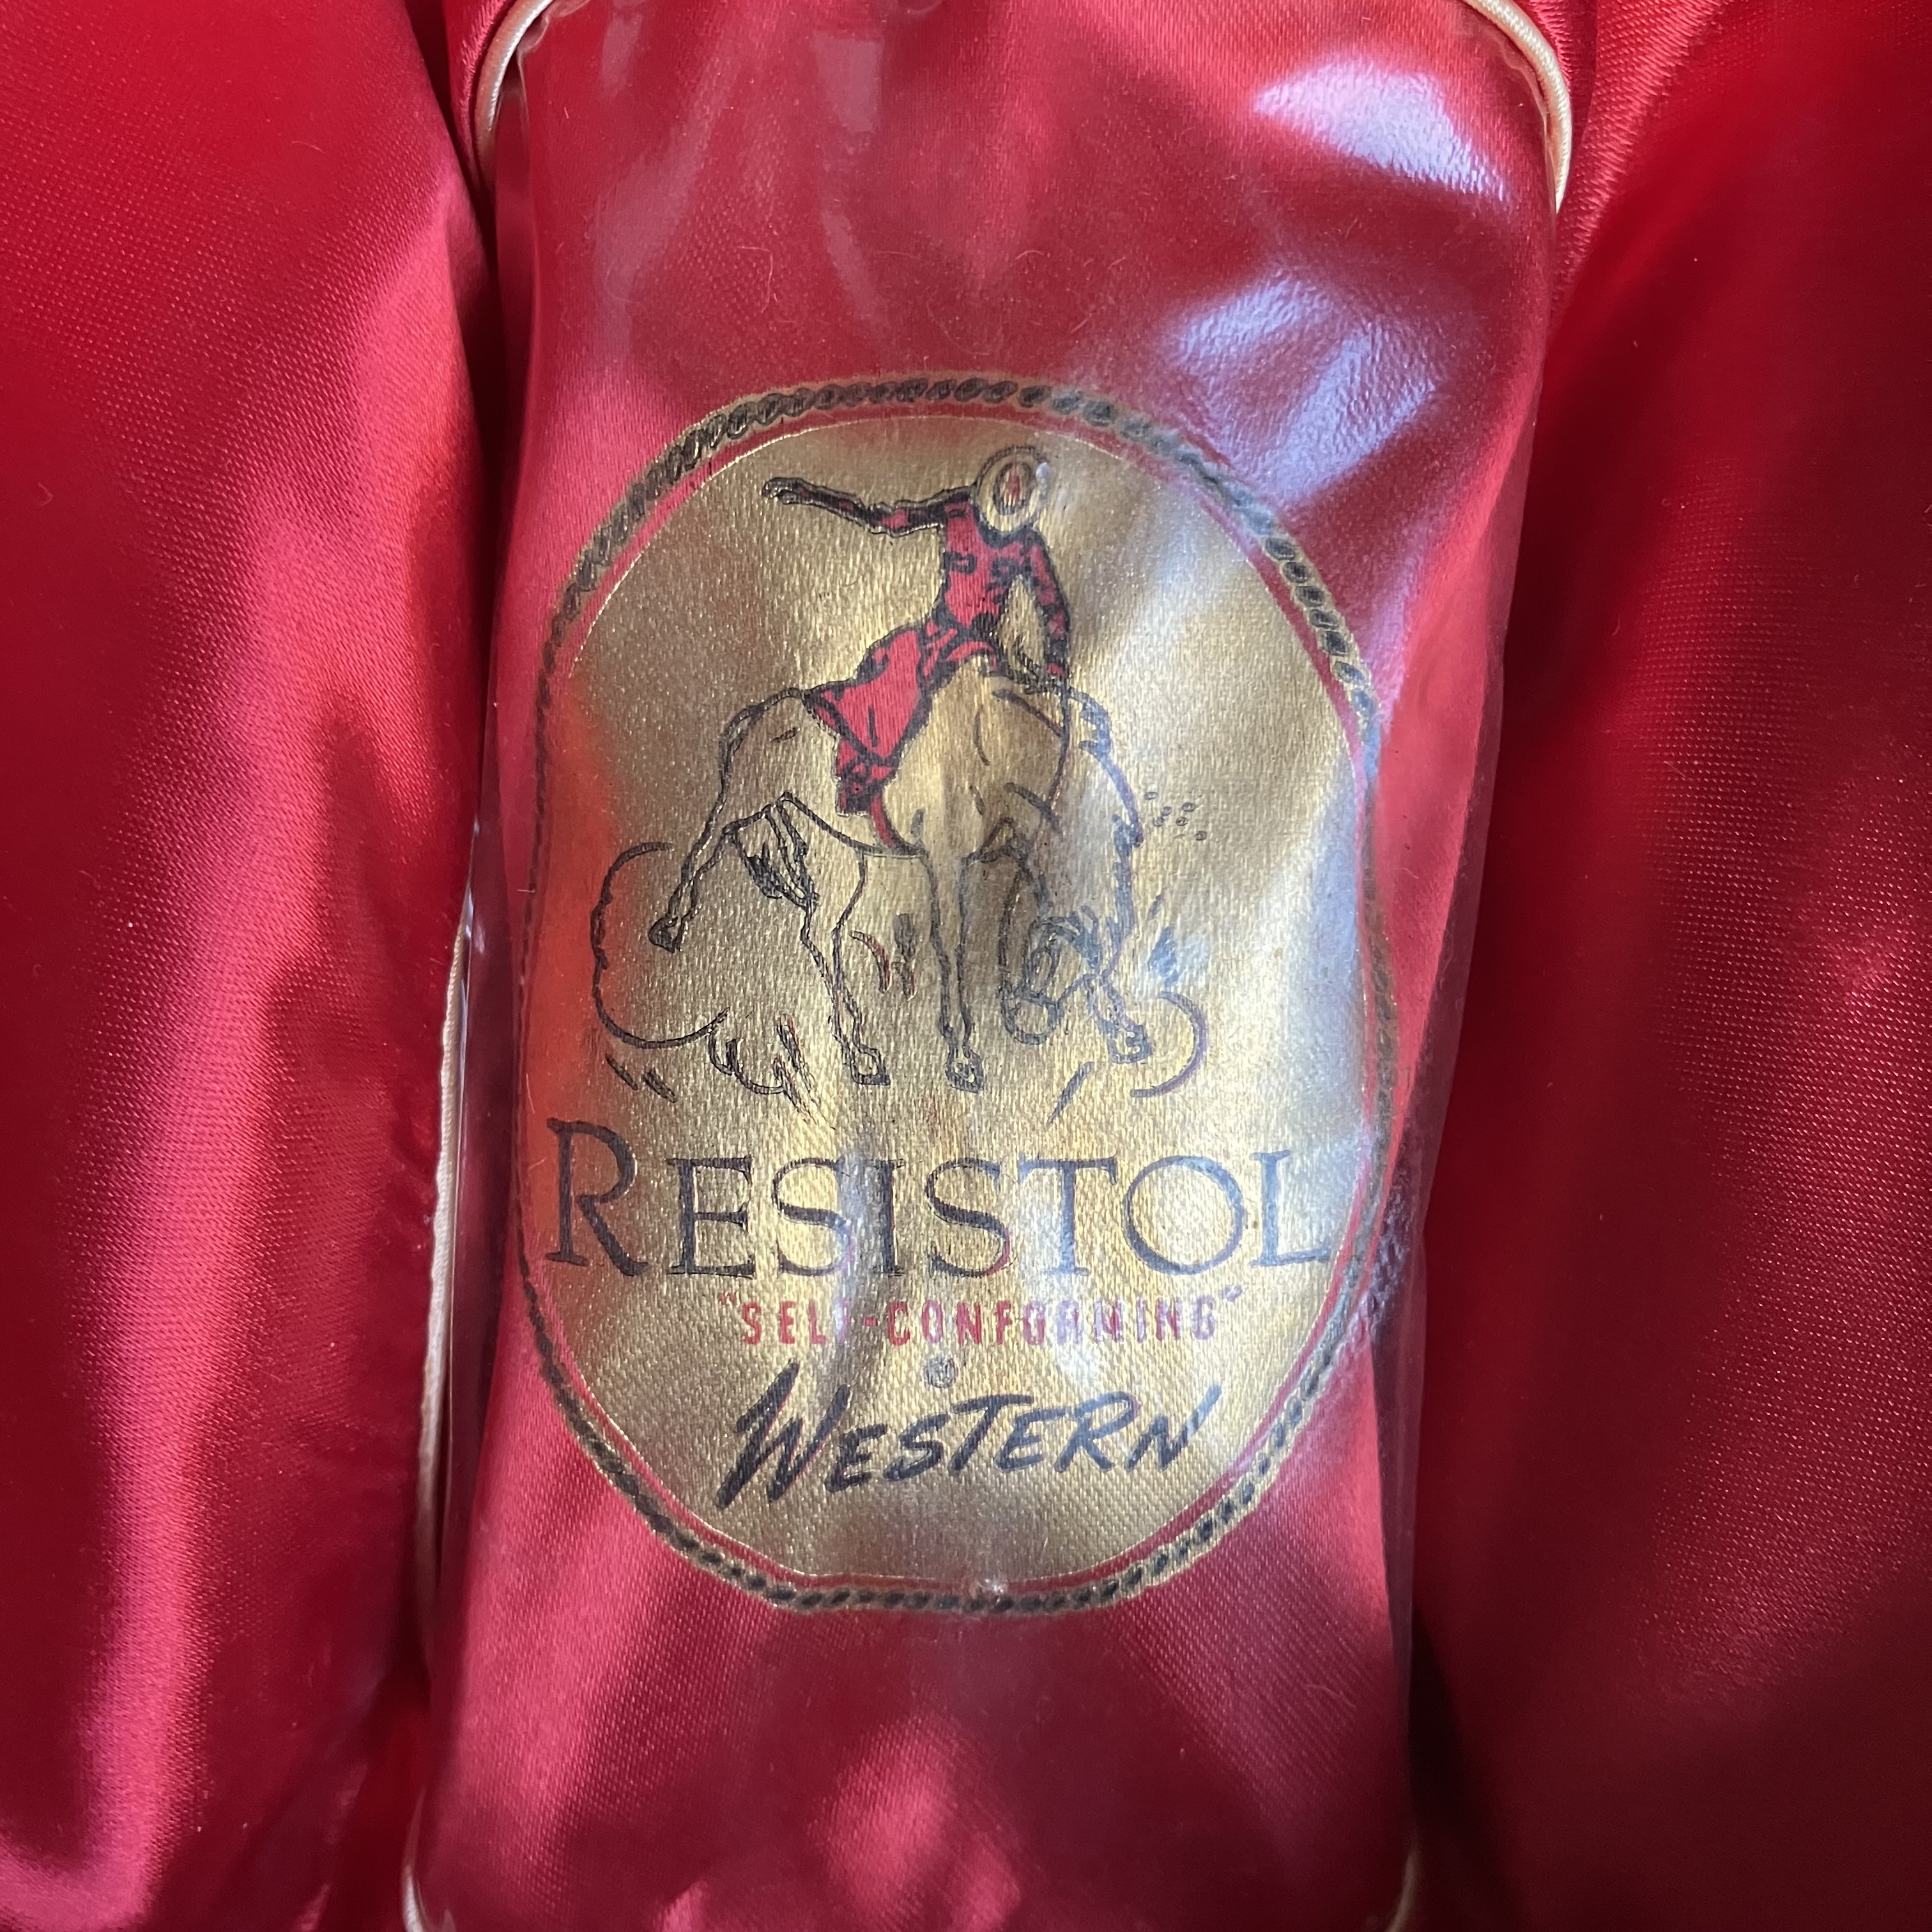 RESISTOL
"SELF-CONFORMING"
®
WESTERN